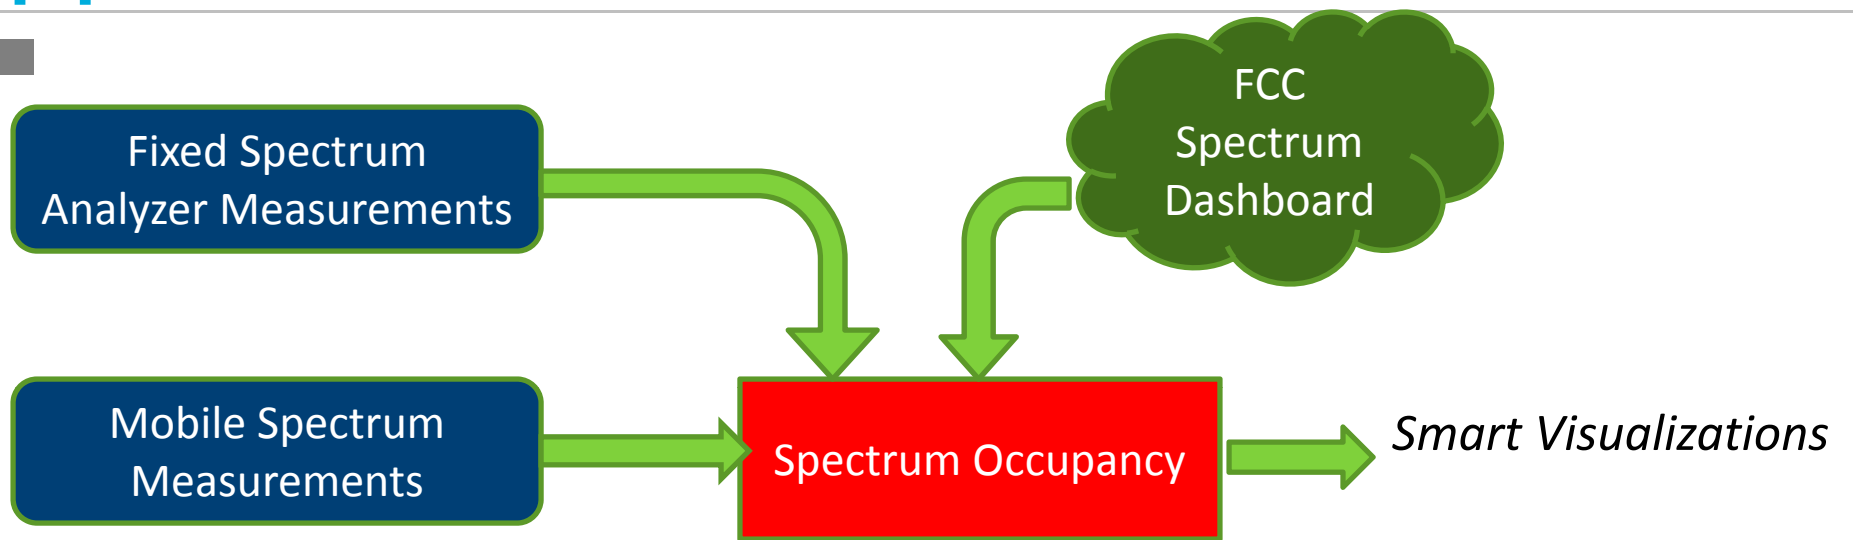 FCC
Spectrum
Dashboard
Fixed Spectrum
Analyzer Measurements
Mobile Spectrum
Measurements
Spectrum Occupancy
Smart Visualizations